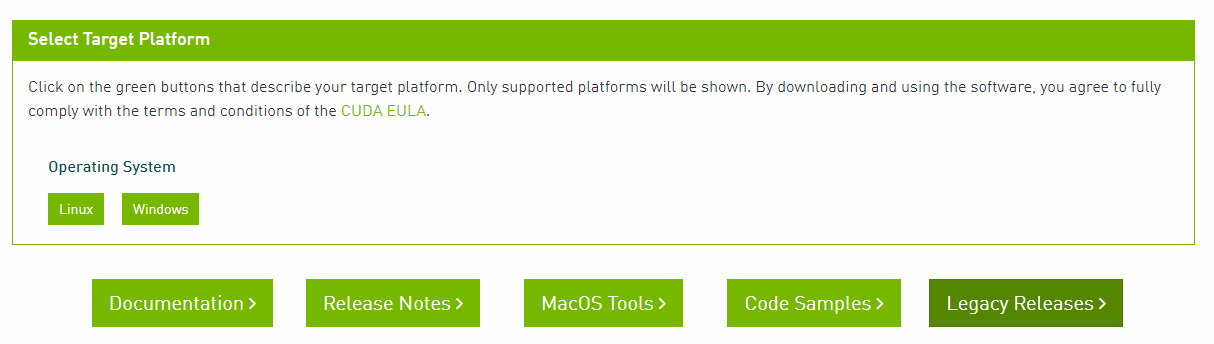 Select Target Platform
Click on the green buttons that describe your target platform. Only supported platforms will be shown. By downloading and using the software, you agree to fully
comply with the terms and conditions of the CUDA EULA.
Operating System
Linux Windows
Documentation > Release Notes > MacOS Tools > Code Samples > Legacy Releases >